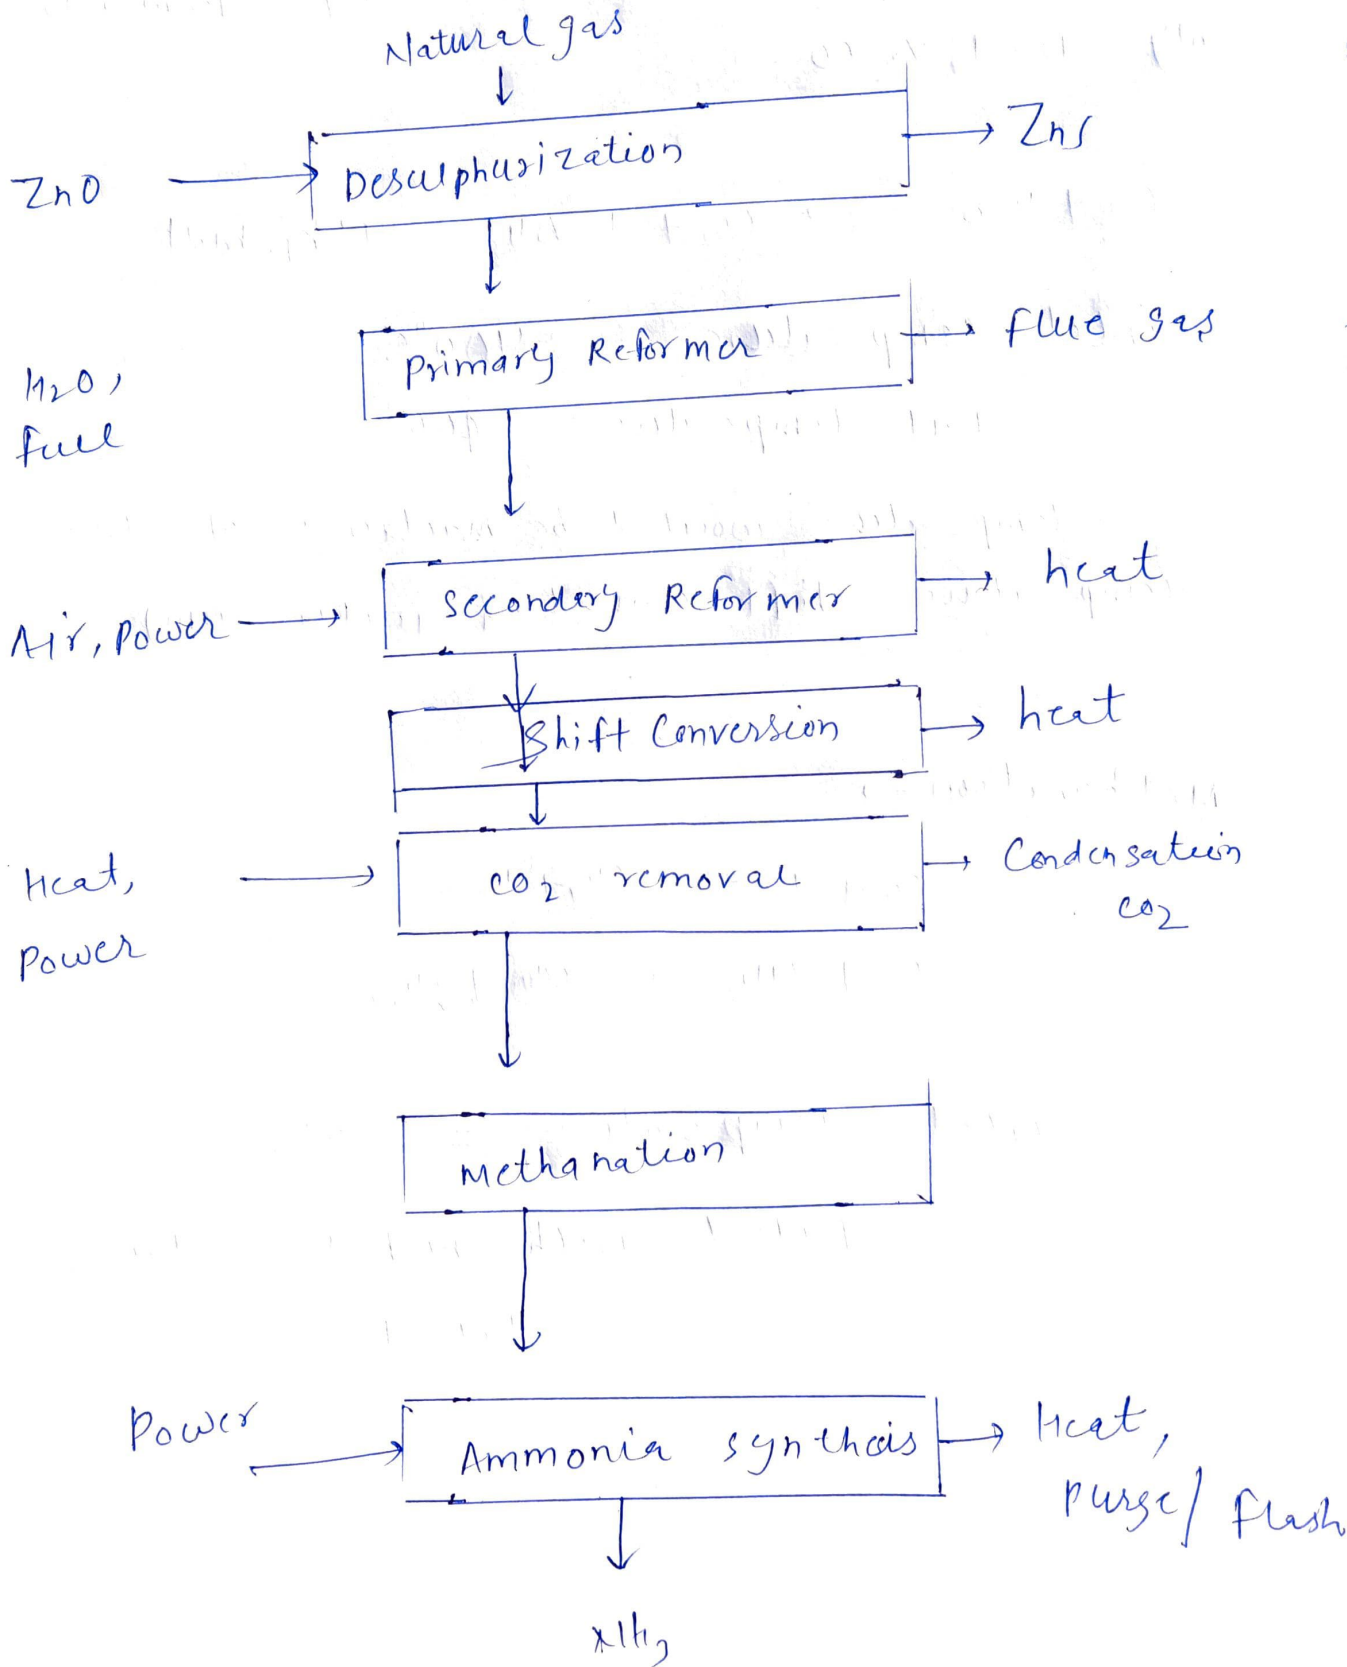 Natural gas
ZnO
Desulphurization
ZnS
H2O,
fuel
Primary Reformer
flue gas
Air, Power
Secondary Reformer
heat
Shift Conversion
heat
Heat,
Power
CO2 removal
Condensation
CO2
Methanation
Power
Ammonia synthesis
Heat,
purge/ flash
NH3